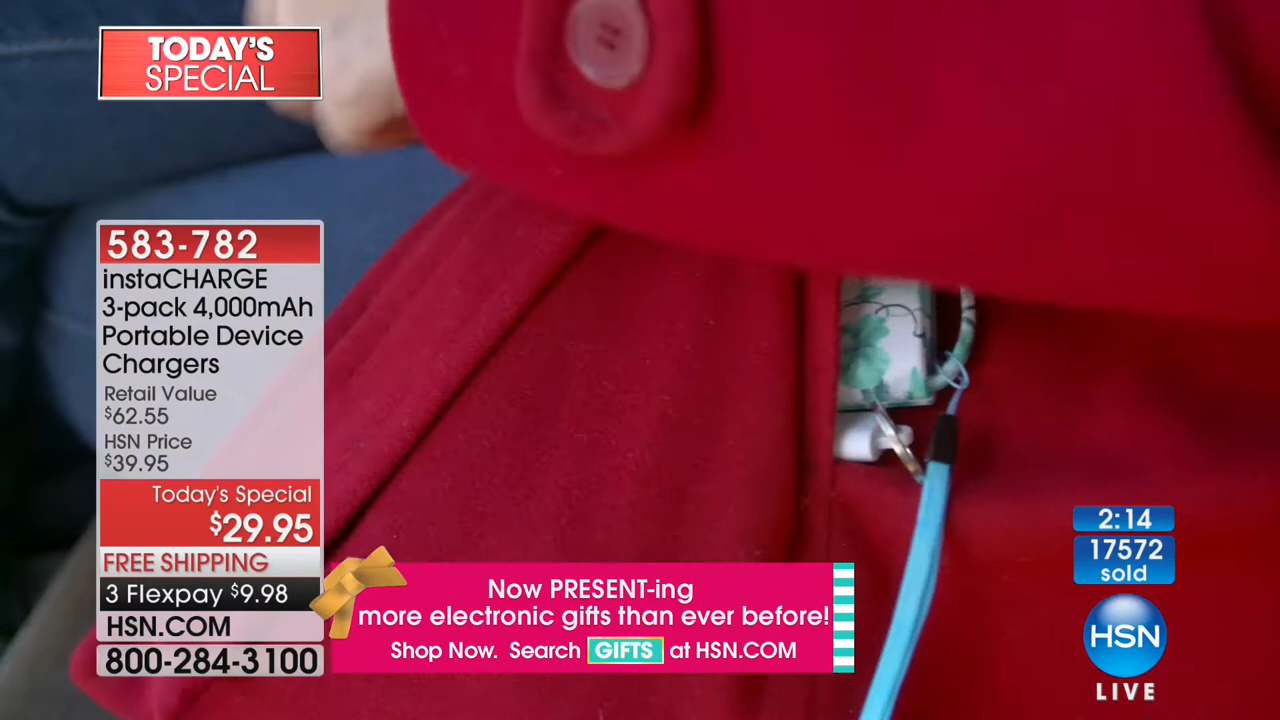 TODAY'S
SPECIAL
583-782
instaCHARGE
3-pack 4,000mAh
Portable Device
Chargers
Retail Value
$62.55
HSN Price
$39.95
Today's Special
$29.95
FREE SHIPPING
3 Flexpay $9.98
HSN.COM
800-284-3100
Now PRESENT-ing
more electronic gifts than ever before!
Shop Now. Search GIFTS at HSN.COM
2:14
17572
sold
HSN
LIVE